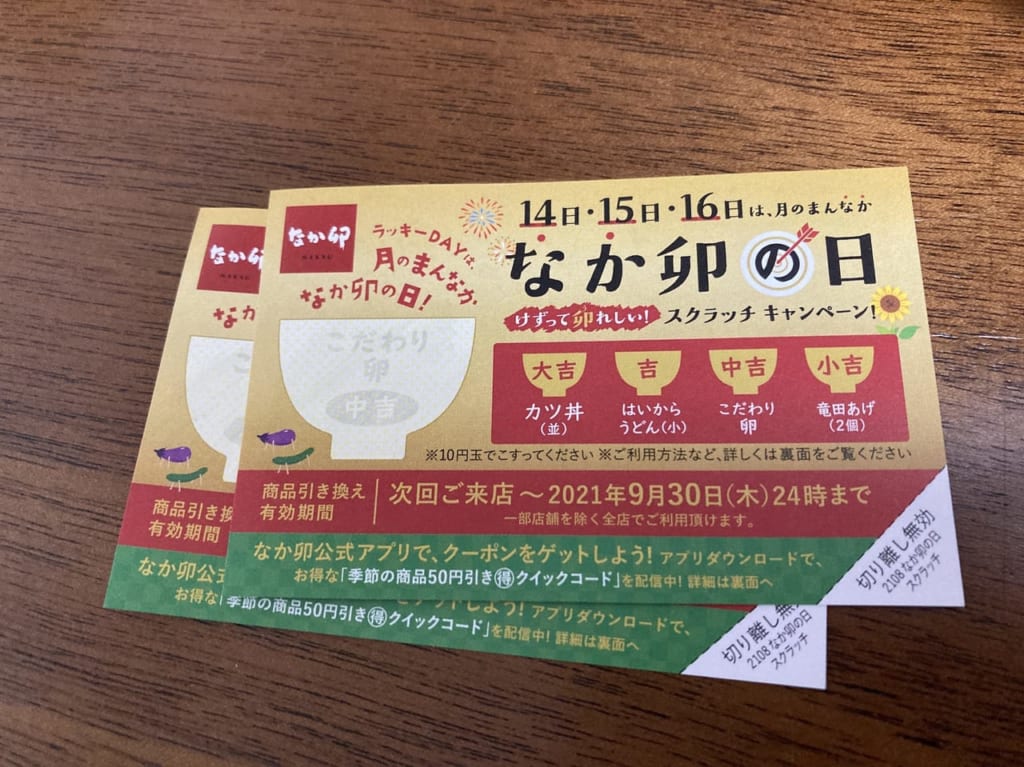 なか卯
NAKAU
ラッキーDAYは、
月のまんなか
なか卯の日!
14日・15日・16日は、月のまんなか
なか卯の日
けずって卯れしい! スクラッチ キャンペーン!
こだわり
卯
中吉
大吉 吉 中吉 小吉
カツ丼
(並)
はいから
うどん(小)
こだわり
卵
竜田あげ
(2個)
※10円玉でこすってください ※ご利用方法など、詳しくは裏面をご覧ください
商品引き換え
有効期間
次回ご来店 ~ 2021年9月30日(木)24時まで
一部店舗を除く全店でご利用頂けます。
なか卯公式アプリで、クーポンをゲットしよう! アプリダウンロードで、
お得な「季節の商品50円引き得クイックコード」を配信中! 詳細は裏面へ
切り離し無効
2108 なか卯の日
スクラッチ
なか卯
NAKAU
なか
商品引き換
有効期間
なか卯公式
ゲットしよう! アプリダウンロードで、
お得な「季節の商品50円引き得クイックコード」を配信中! 詳細は裏面へ
切り離し無
2108 なか卯の日
スクラッチ